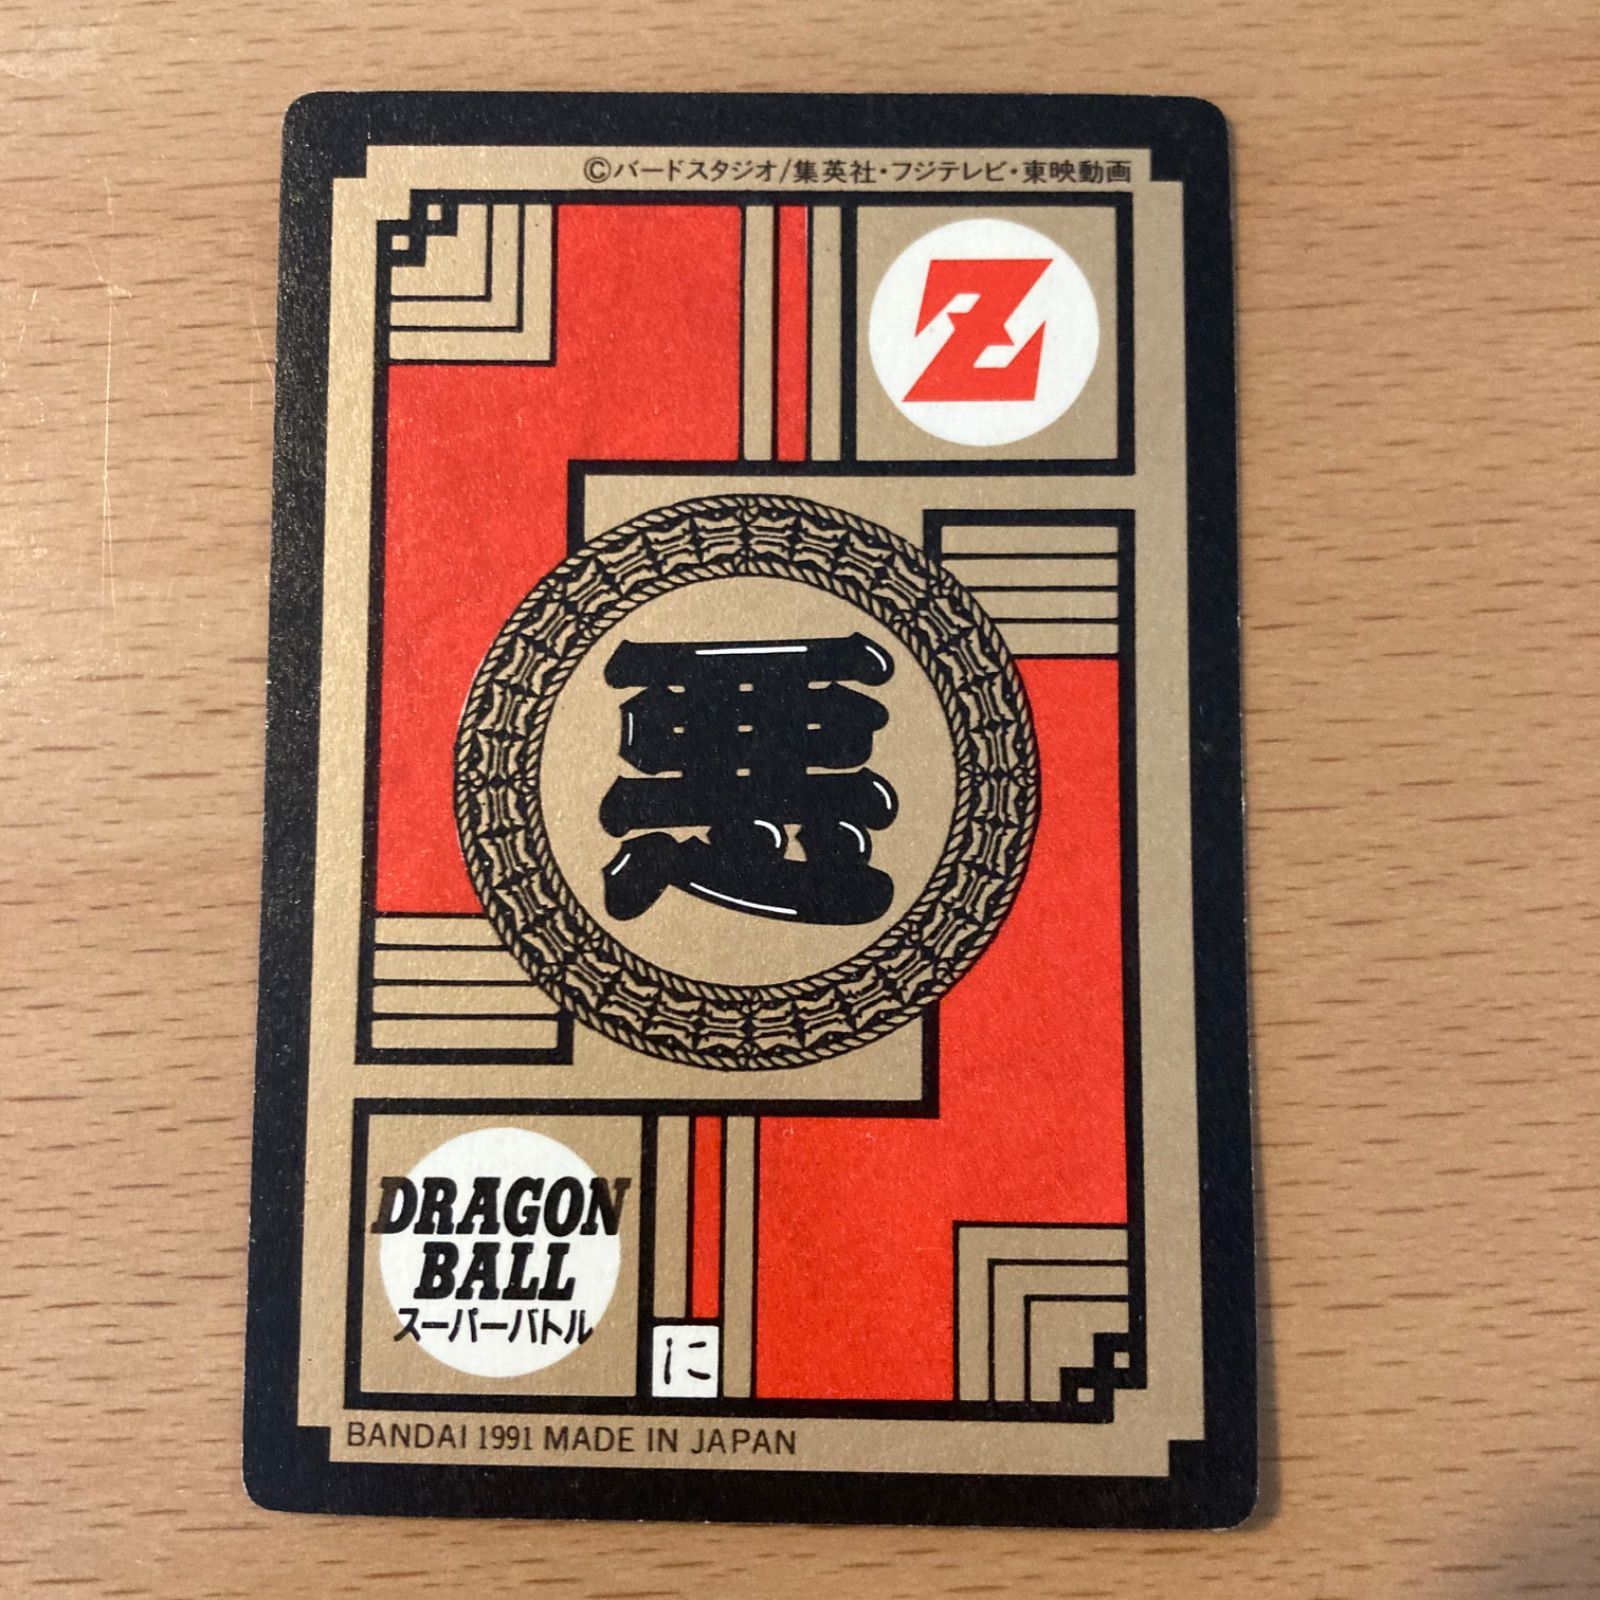 ©バードスタジオ/集英社・フジテレビ・東映動画
Z
悪
DRAGON
BALL
スーパーバトル
に
BANDAI 1991 MADE IN JAPAN